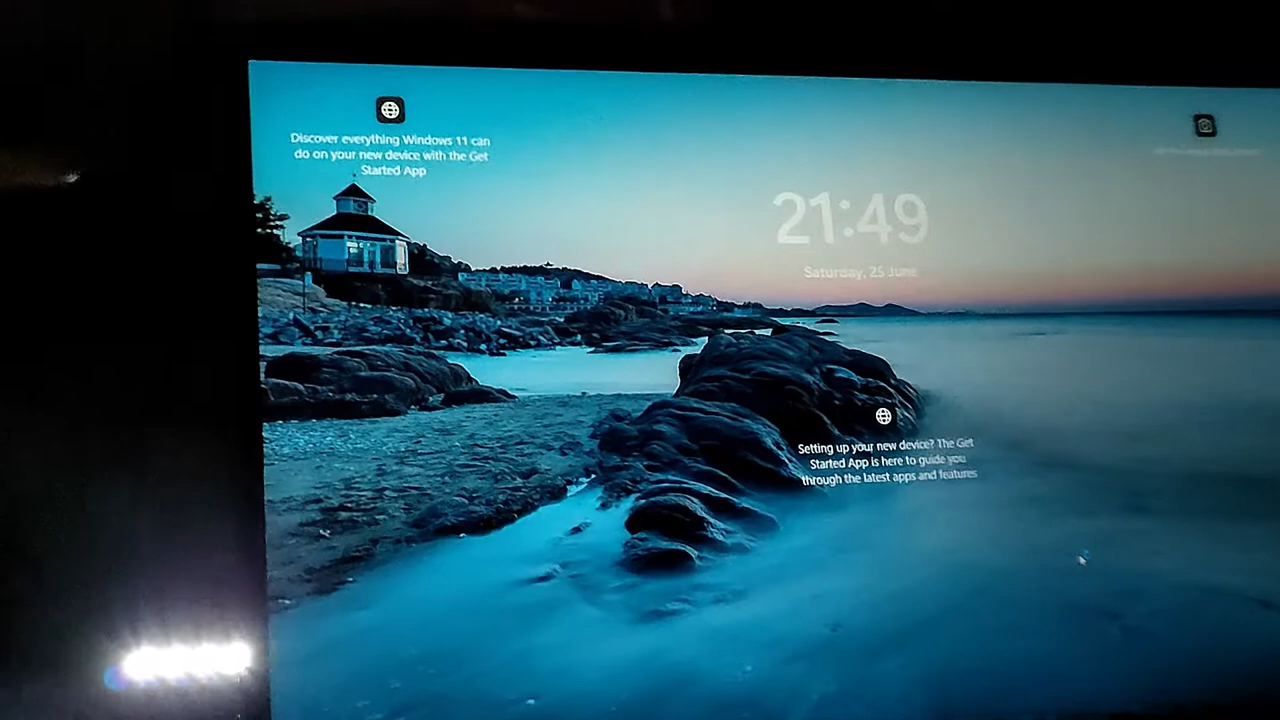 Discover everything Windows 11 can
do on your new device with the Get
Started App
21:49
Saturday, 25 June
Setting up your new device? The Get
Started App is here to guide you
through the latest apps and features